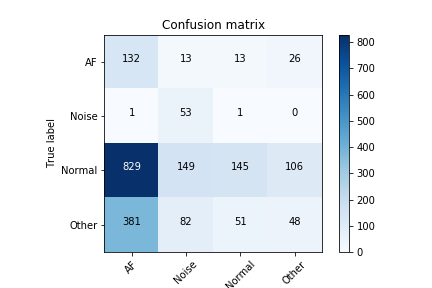 Confusion matrix
True label
AF 132 13 13 26
Noise 1 53 1 0
Normal 829 149 145 106
Other 381 82 51 48
AF Noise Normal Other
800
700
600
500
400
300
200
100
0